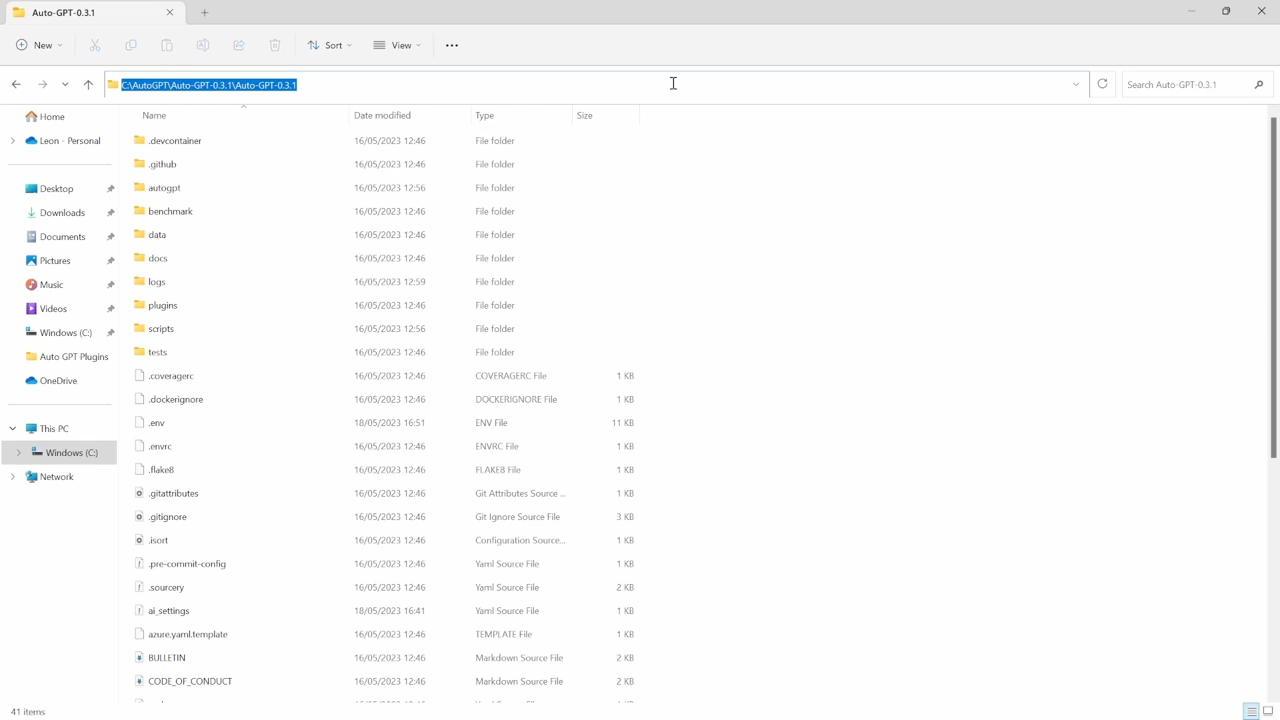 Auto-GPT-0.3.1
New
Sort
View
C:\AutoGPT\Auto-GPT-0.3.1\Auto-GPT-0.3.1
Search Auto-GPT-0.3.1
Home
Leon - Personal
Desktop
Downloads
Documents
Pictures
Music
Videos
Windows (C:)
Auto GPT Plugins
OneDrive
This PC
Windows (C:)
Network
Name Date modified Type Size
.devcontainer 16/05/2023 12:46 File folder
.github 16/05/2023 12:46 File folder
autogpt 16/05/2023 12:56 File folder
benchmark 16/05/2023 12:46 File folder
data 16/05/2023 12:46 File folder
docs 16/05/2023 12:46 File folder
logs 16/05/2023 12:59 File folder
plugins 16/05/2023 12:46 File folder
scripts 16/05/2023 12:56 File folder
tests 16/05/2023 12:46 File folder
.coveragerc 16/05/2023 12:46 COVERAGERC File 1 KB
.dockerignore 16/05/2023 12:46 DOCKERIGNORE File 1 KB
.env 18/05/2023 16:51 ENV File 11 KB
.envrc 16/05/2023 12:46 ENVRC File 1 KB
.flake8 16/05/2023 12:46 FLAKE8 File 1 KB
.gitattributes 16/05/2023 12:46 Git Attributes Source ... 1 KB
.gitignore 16/05/2023 12:46 Git Ignore Source File 3 KB
.isort 16/05/2023 12:46 Configuration Source... 1 KB
.pre-commit-config 16/05/2023 12:46 Yaml Source File 1 KB
.sourcery 16/05/2023 12:46 Yaml Source File 2 KB
ai_settings 18/05/2023 16:41 Yaml Source File 1 KB
azure.yaml.template 16/05/2023 12:46 TEMPLATE File 1 KB
BULLETIN 16/05/2023 12:46 Markdown Source File 2 KB
CODE_OF_CONDUCT 16/05/2023 12:46 Markdown Source File 2 KB
41 items